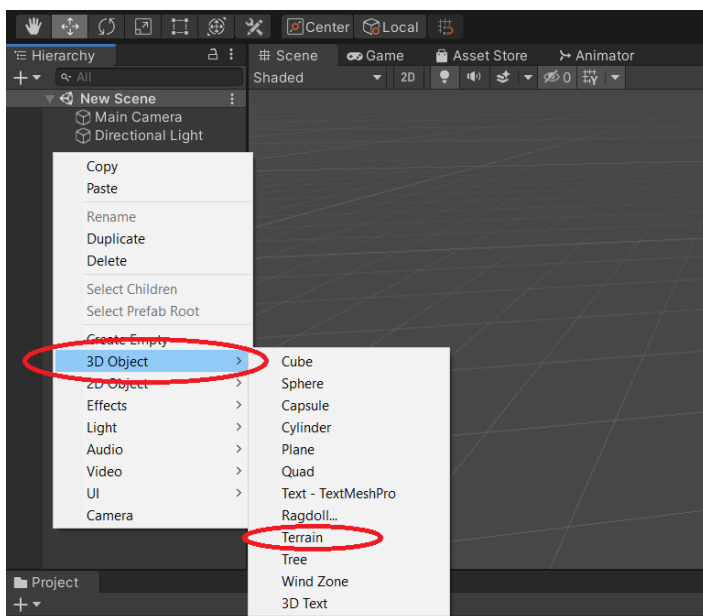 Center Local
Hierarchy
# Scene Game Asset Store Animator
All
Shaded 2D 0
New Scene
Main Camera
Directional Light
Copy
Paste
Rename
Duplicate
Delete
Select Children
Select Prefab Root
Create Empty
3D Object
2D Object
Effects
Light
Audio
Video
UI
Camera
Cube
Sphere
Capsule
Cylinder
Plane
Quad
Text - TextMeshPro
Ragdoll...
Terrain
Tree
Wind Zone
3D Text
Project